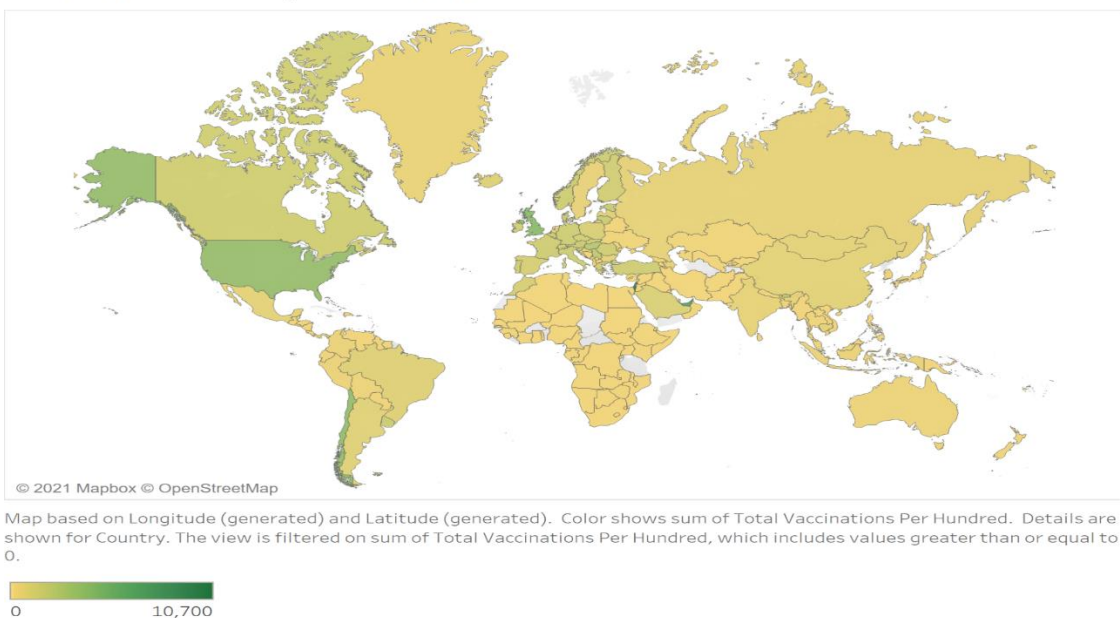 © 2021 Mapbox © OpenStreetMap
Map based on Longitude (generated) and Latitude (generated).  Color shows sum of Total Vaccinations Per Hundred.  Details are
shown for Country. The view is filtered on sum of Total Vaccinations Per Hundred, which includes values greater than or equal to
0.
0 10,700